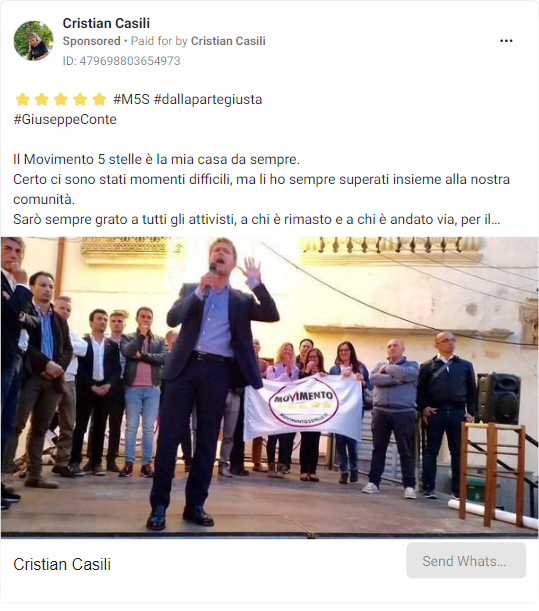 Cristian Casili
Sponsored • Paid for by Cristian Casili
ID: 479698803654973
#M5S #dallapartegiusta
#GiuseppeConte
Il Movimento 5 stelle è la mia casa da sempre.
Certo ci sono stati momenti difficili, ma li ho sempre superati insieme alla nostra
comunità.
Sarò sempre grato a tutti gli attivisti, a chi è rimasto e a chi è andato via, per il...
MOVIMENTO
Cristian Casili
Send Whats...